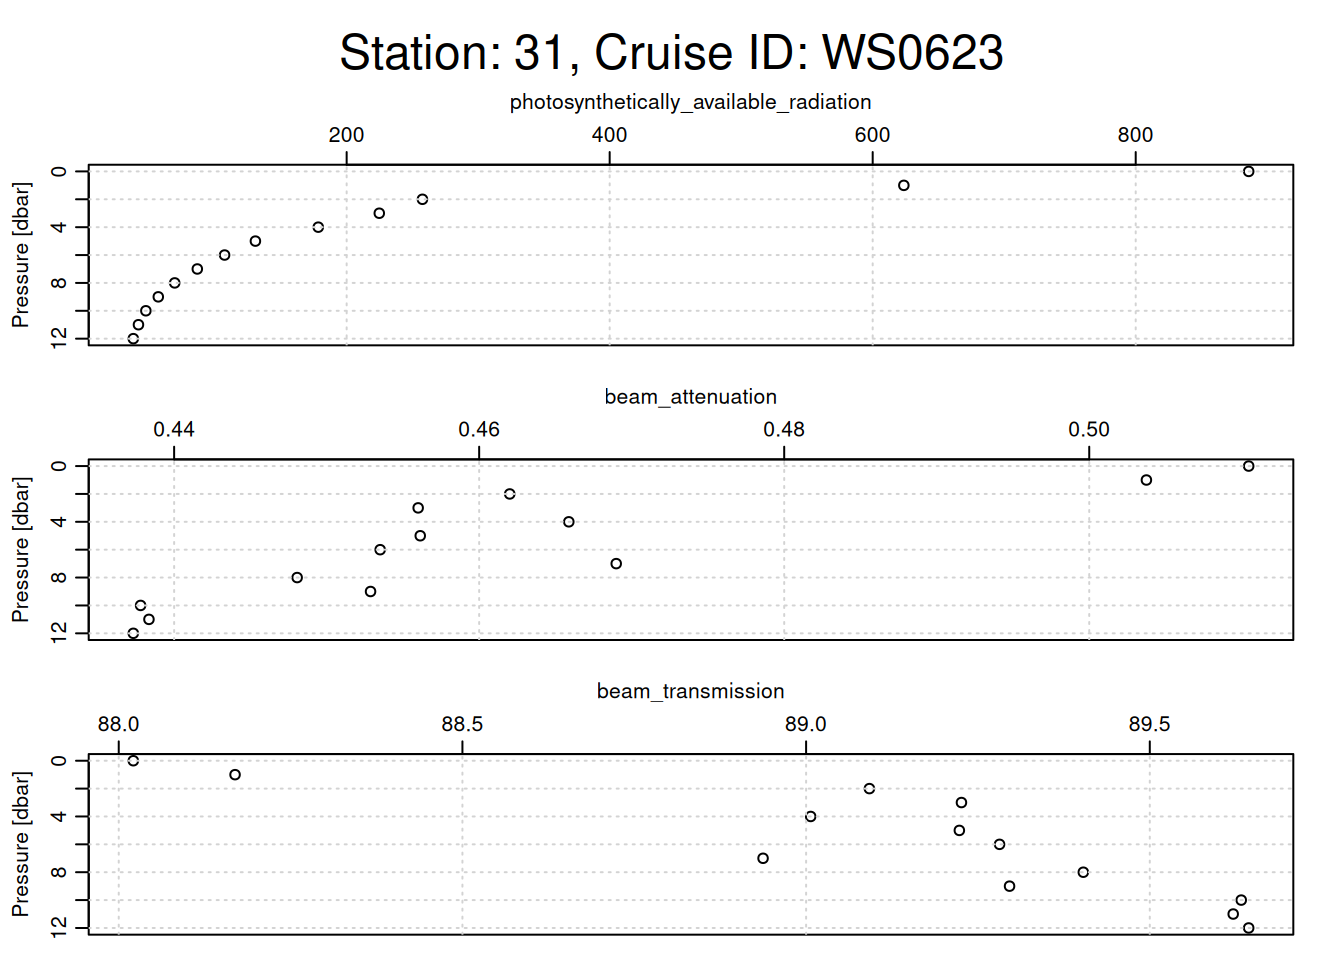 Station: 31, Cruise ID: WS0623
photosynthetically_available_radiation
200 400 600 800
Pressure [dbar]
0
4
8
12
beam_attenuation
0.44 0.46 0.48 0.50
Pressure [dbar]
0
4
8
12
beam_transmission
88.0 88.5 89.0 89.5
Pressure [dbar]
0
4
8
12